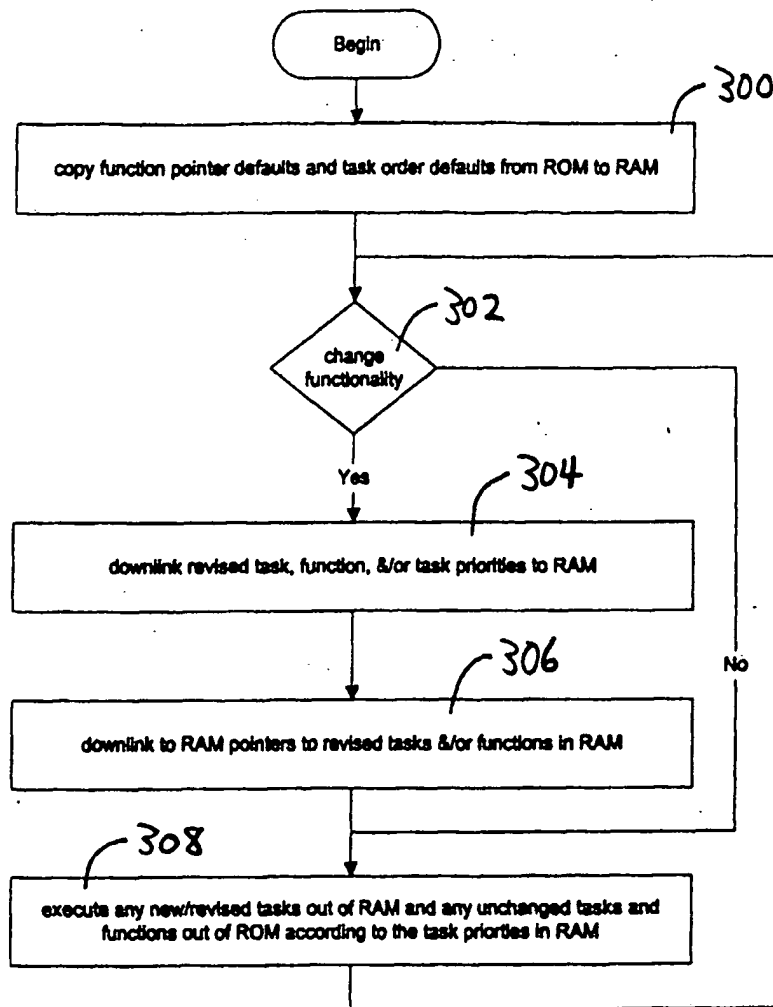 Begin
300
copy function pointer defaults and task order defaults from ROM to RAM
302
change
functionality
Yes
304
downlink revised task, function, &/or task priorities to RAM
306
No
downlink to RAM pointers to revised tasks &/or functions in RAM
308
execute any new/revised tasks out of RAM and any unchanged tasks and
functions out of ROM according to the task priorties in RAM